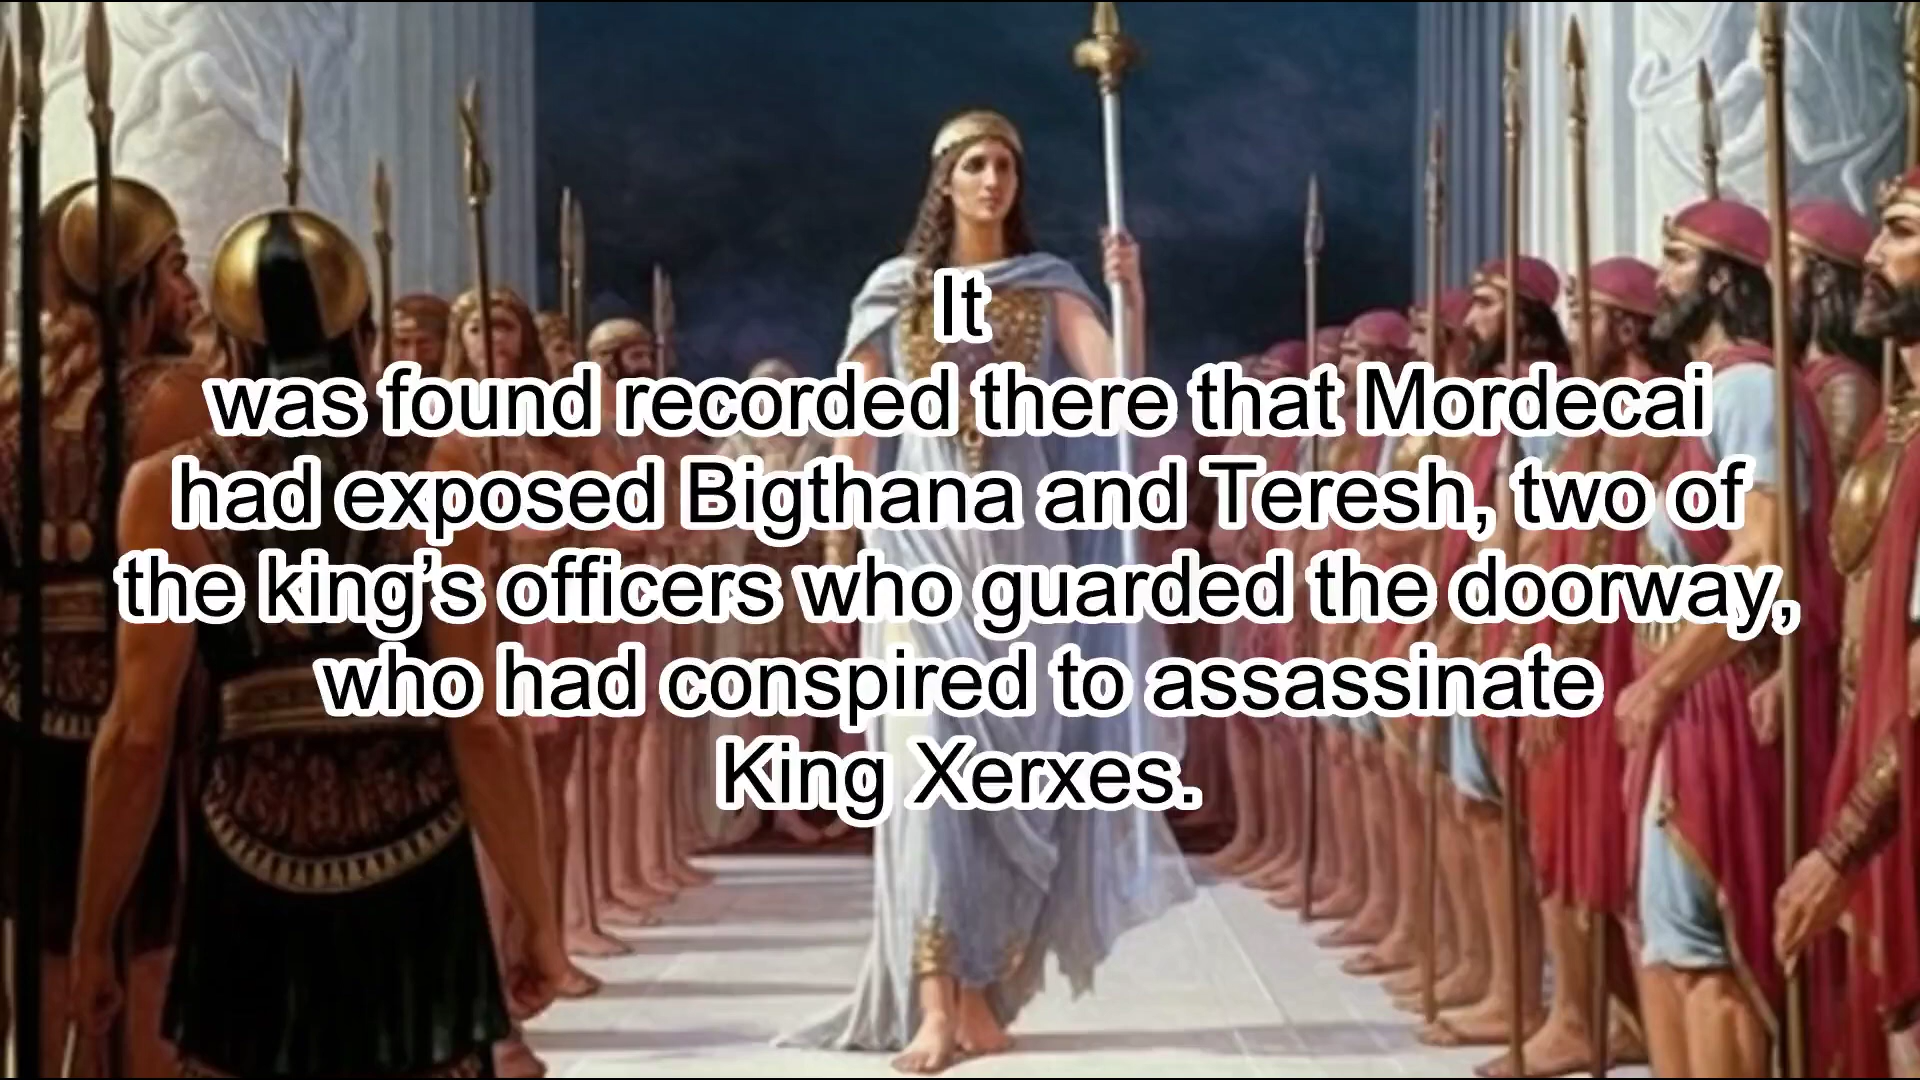 It
was found recorded there that Mordecai
had exposed Bigthana and Teresh, two of
the king’s officers who guarded the doorway,
who had conspired to assassinate
King Xerxes.